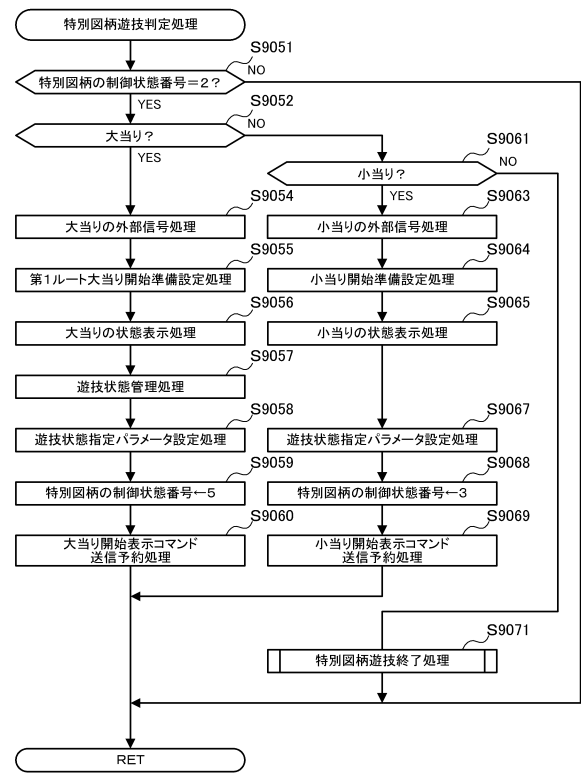 特別図柄遊技判定処理
S9051
特別図柄の制御状態番号=2?
NO
YES
S9052
大当り?
NO
YES
S9061
小当り?
NO
YES
S9054
大当りの外部信号処理
S9063
小当りの外部信号処理
S9055
第1ルート大当り開始準備設定処理
S9064
小当り開始準備設定処理
S9056
大当りの状態表示処理
S9065
小当りの状態表示処理
S9057
遊技状態管理処理
S9058
遊技状態指定パラメータ設定処理
S9067
遊技状態指定パラメータ設定処理
S9059
特別図柄の制御状態番号←5
S9068
特別図柄の制御状態番号←3
S9060
大当り開始表示コマンド
送信予約処理
S9069
小当り開始表示コマンド
送信予約処理
S9071
特別図柄遊技終了処理
RET